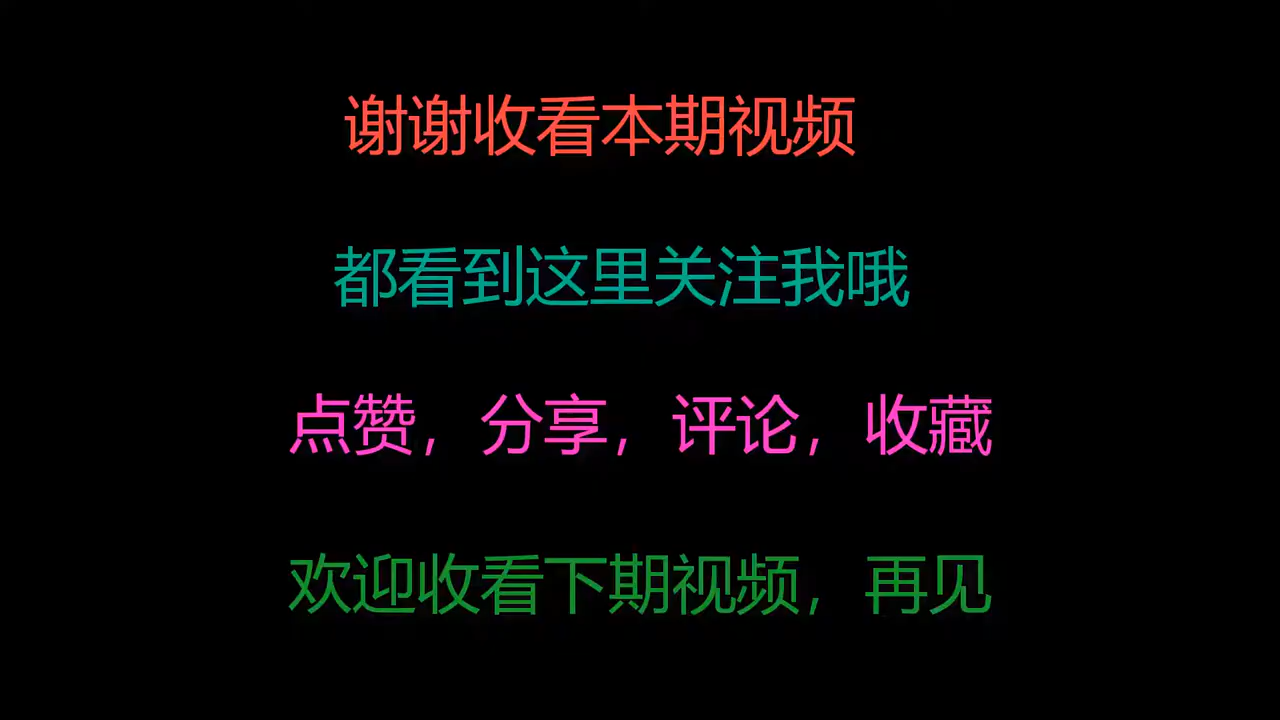 谢谢收看本期视频
都看到这里关注我哦
点赞，分享，评论，收藏
欢迎收看下期视频，再见